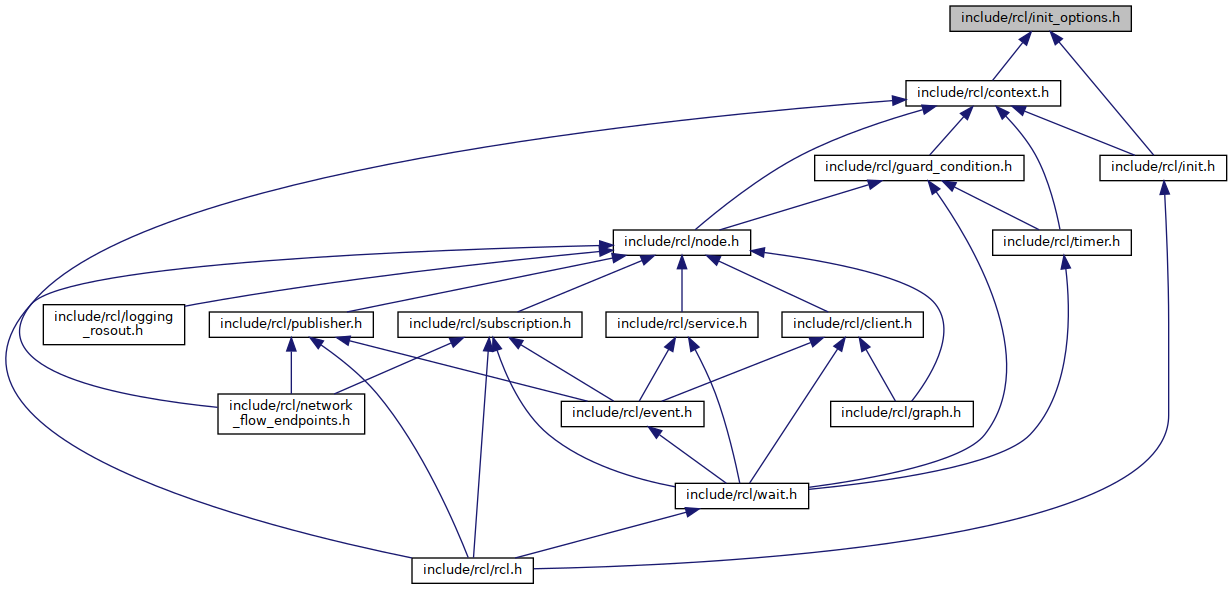 include/rcl/init_options.h
include/rcl/context.h
include/rcl/guard_condition.h
include/rcl/init.h
include/rcl/node.h
include/rcl/timer.h
include/rcl/logging
_rosout.h
include/rcl/publisher.h
include/rcl/subscription.h
include/rcl/service.h
include/rcl/client.h
include/rcl/network
_flow_endpoints.h
include/rcl/event.h
include/rcl/graph.h
include/rcl/wait.h
include/rcl/rcl.h